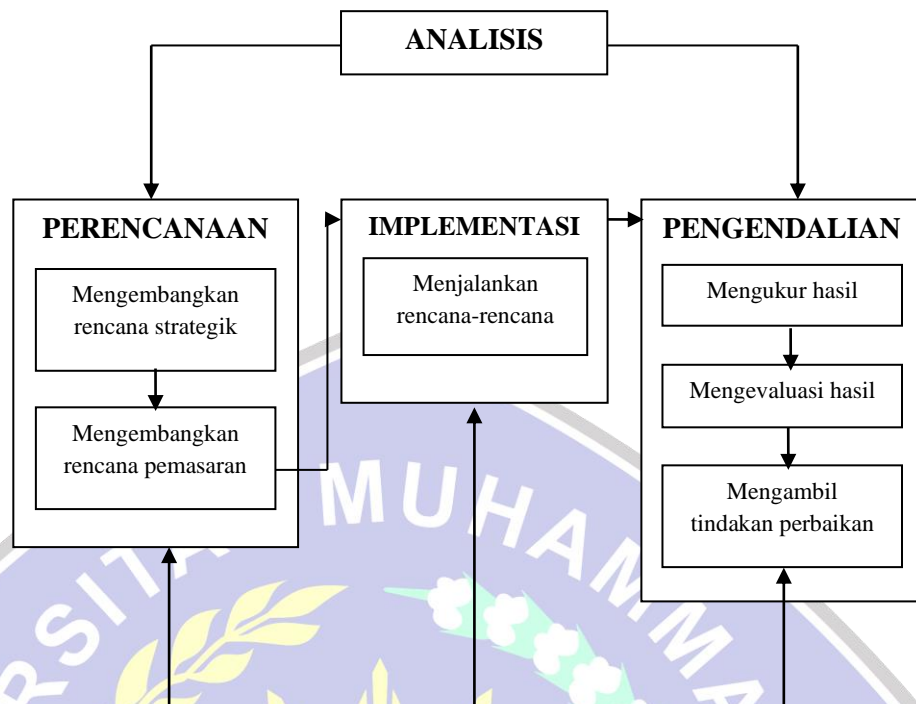 ANALISIS
PERENCANAAN
Mengembangkan
rencana strategik
Mengembangkan
rencana pemasaran
IMPLEMENTASI
Menjalankan
rencana-rencana
PENGENDALIAN
Mengukur hasil
Mengevaluasi hasil
Mengambil
tindakan perbaikan